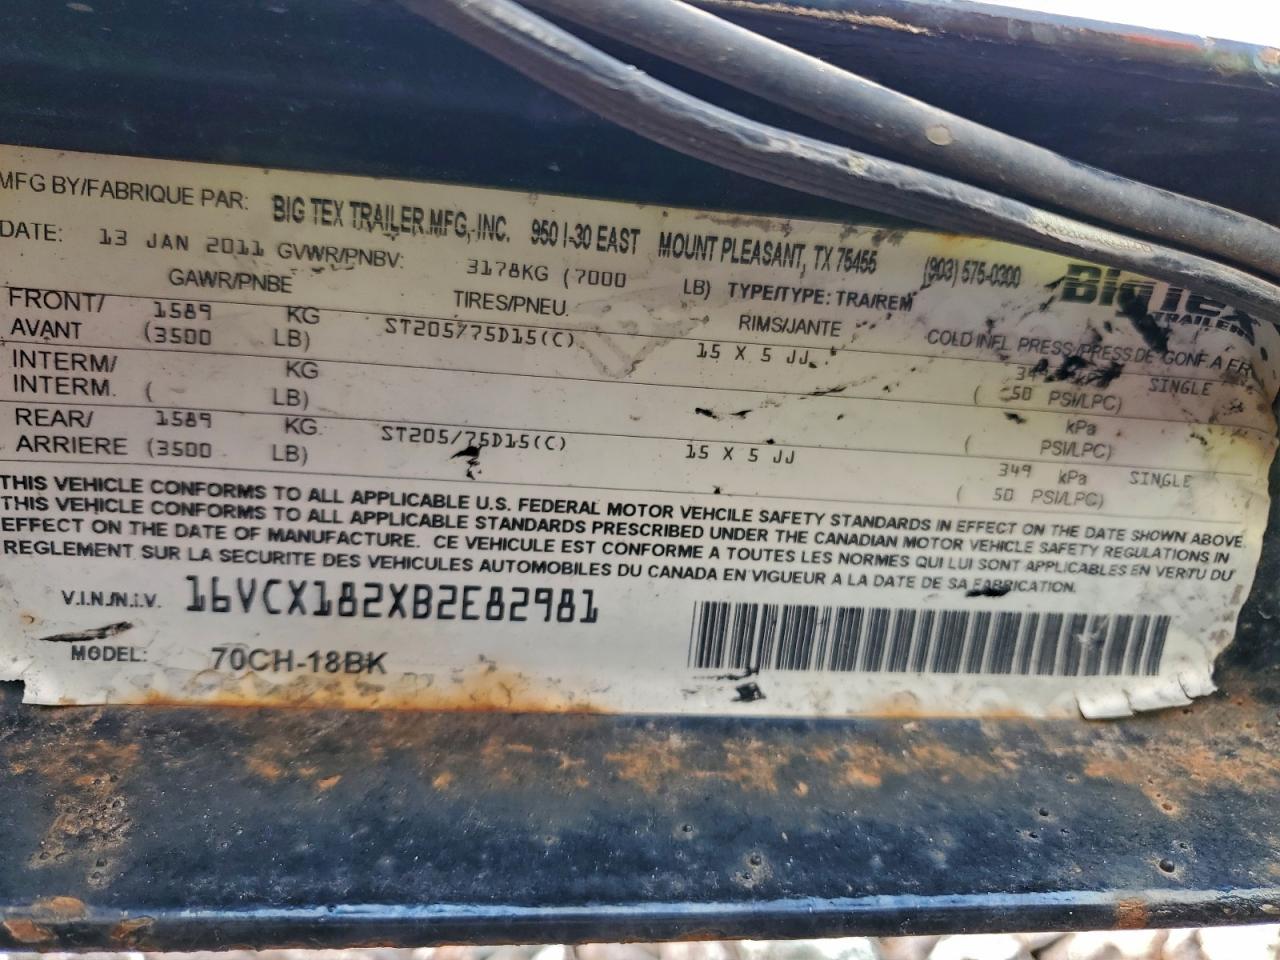 MFG BY/FABRIQUE PAR: BIG TEX TRAILER MFG, INC. 950 I-30 EAST MOUNT PLEASANT, TX 75455 (903) 575-0300
DATE: 13 JAN 2011 GVWR/PNBV: 3178KG (7000 LB) TYPE/TYPE: TRA/REM
BIG TEX
TRAILERS
GAWR/PNBE TIRES/PNEU. RIMS/JANTE COLD INFL PRESS/PRESS DE GONF A FR
FRONT/ 1589 KG ST205/75D15(C) 15 X 5 JJ kPa SINGLE
AVANT (3500 LB) ( 50 PSI/LPC)
INTERM/ KG kPa
INTERM. ( LB) ( PSI/LPC)
REAR/ 1589 KG ST205/75D15(C) 15 X 5 JJ 349 kPa SINGLE
ARRIERE (3500 LB) ( 50 PSI/LPC)
THIS VEHICLE CONFORMS TO ALL APPLICABLE U.S. FEDERAL MOTOR VEHCILE SAFETY STANDARDS IN EFFECT ON THE DATE SHOWN ABOVE.
THIS VEHICLE CONFORMS TO ALL APPLICABLE STANDARDS PRESCRIBED UNDER THE CANADIAN MOTOR VEHICLE SAFETY REGULATIONS IN
EFFECT ON THE DATE OF MANUFACTURE. CE VEHICULE EST CONFORME A TOUTES LES NORMES QUI LUI SONT APPLICABLES EN VERTU DU
REGLEMENT SUR LA SECURITE DES VEHICULES AUTOMOBILES DU CANADA EN VIGUEUR A LA DATE DE SA FABRICATION.
V.I.N./N.I.V. 16VCX182XB2E82981
MODEL: 70CH-18BK